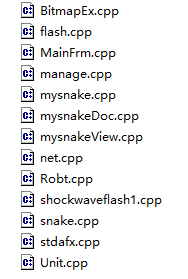 BitmapEx.cpp
flash.cpp
MainFrm.cpp
manage.cpp
mysnake.cpp
mysnakeDoc.cpp
mysnakeView.cpp
net.cpp
Robt.cpp
shockwaveflash1.cpp
snake.cpp
stdafx.cpp
Unit.cpp